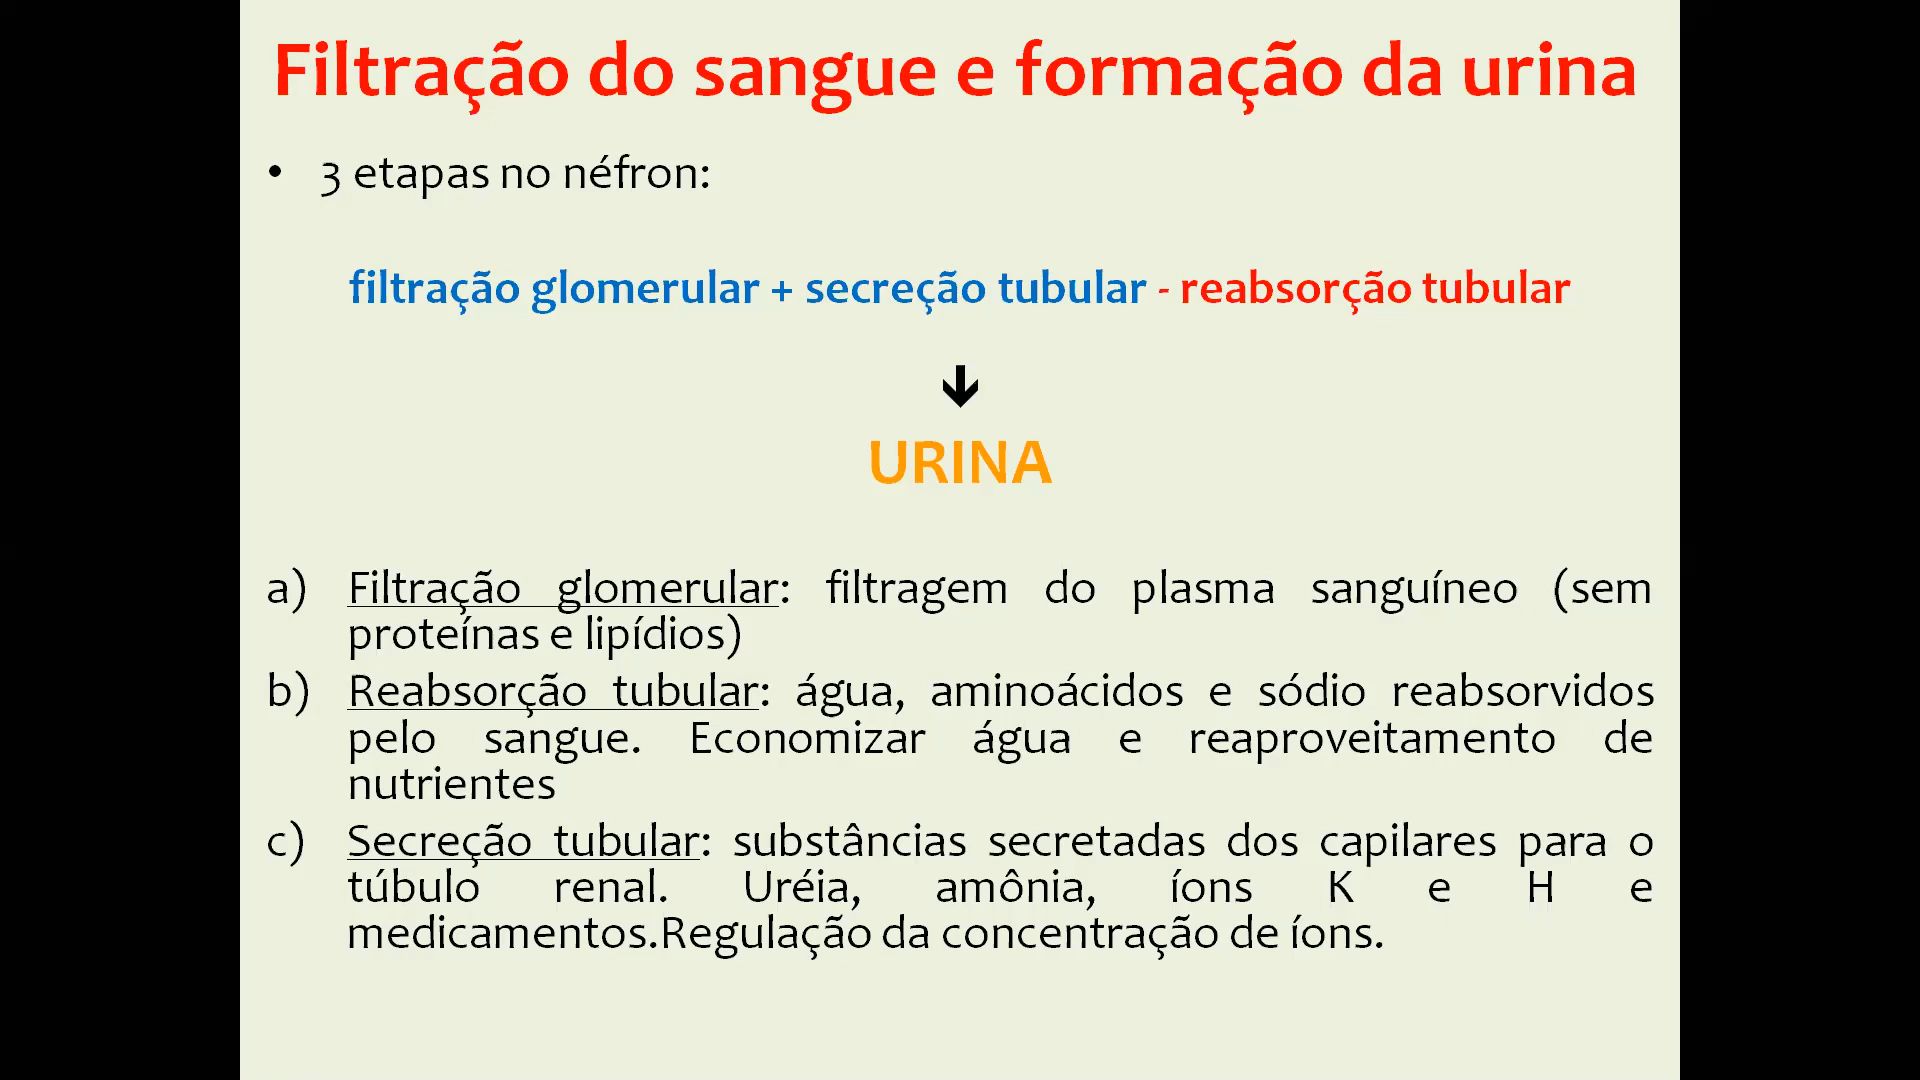 Filtração do sangue e formação da urina
• 3 etapas no néfron:
filtração glomerular + secreção tubular - reabsorção tubular
↓
URINA
a) Filtração glomerular: filtragem do plasma sanguíneo (sem
proteínas e lipídios)
b) Reabsorção tubular: água, aminoácidos e sódio reabsorvidos
pelo sangue. Economizar água e reaproveitamento de
nutrientes
c) Secreção tubular: substâncias secretadas dos capilares para o
túbulo renal. Uréia, amônia, íons K e H e
medicamentos.Regulação da concentração de íons.